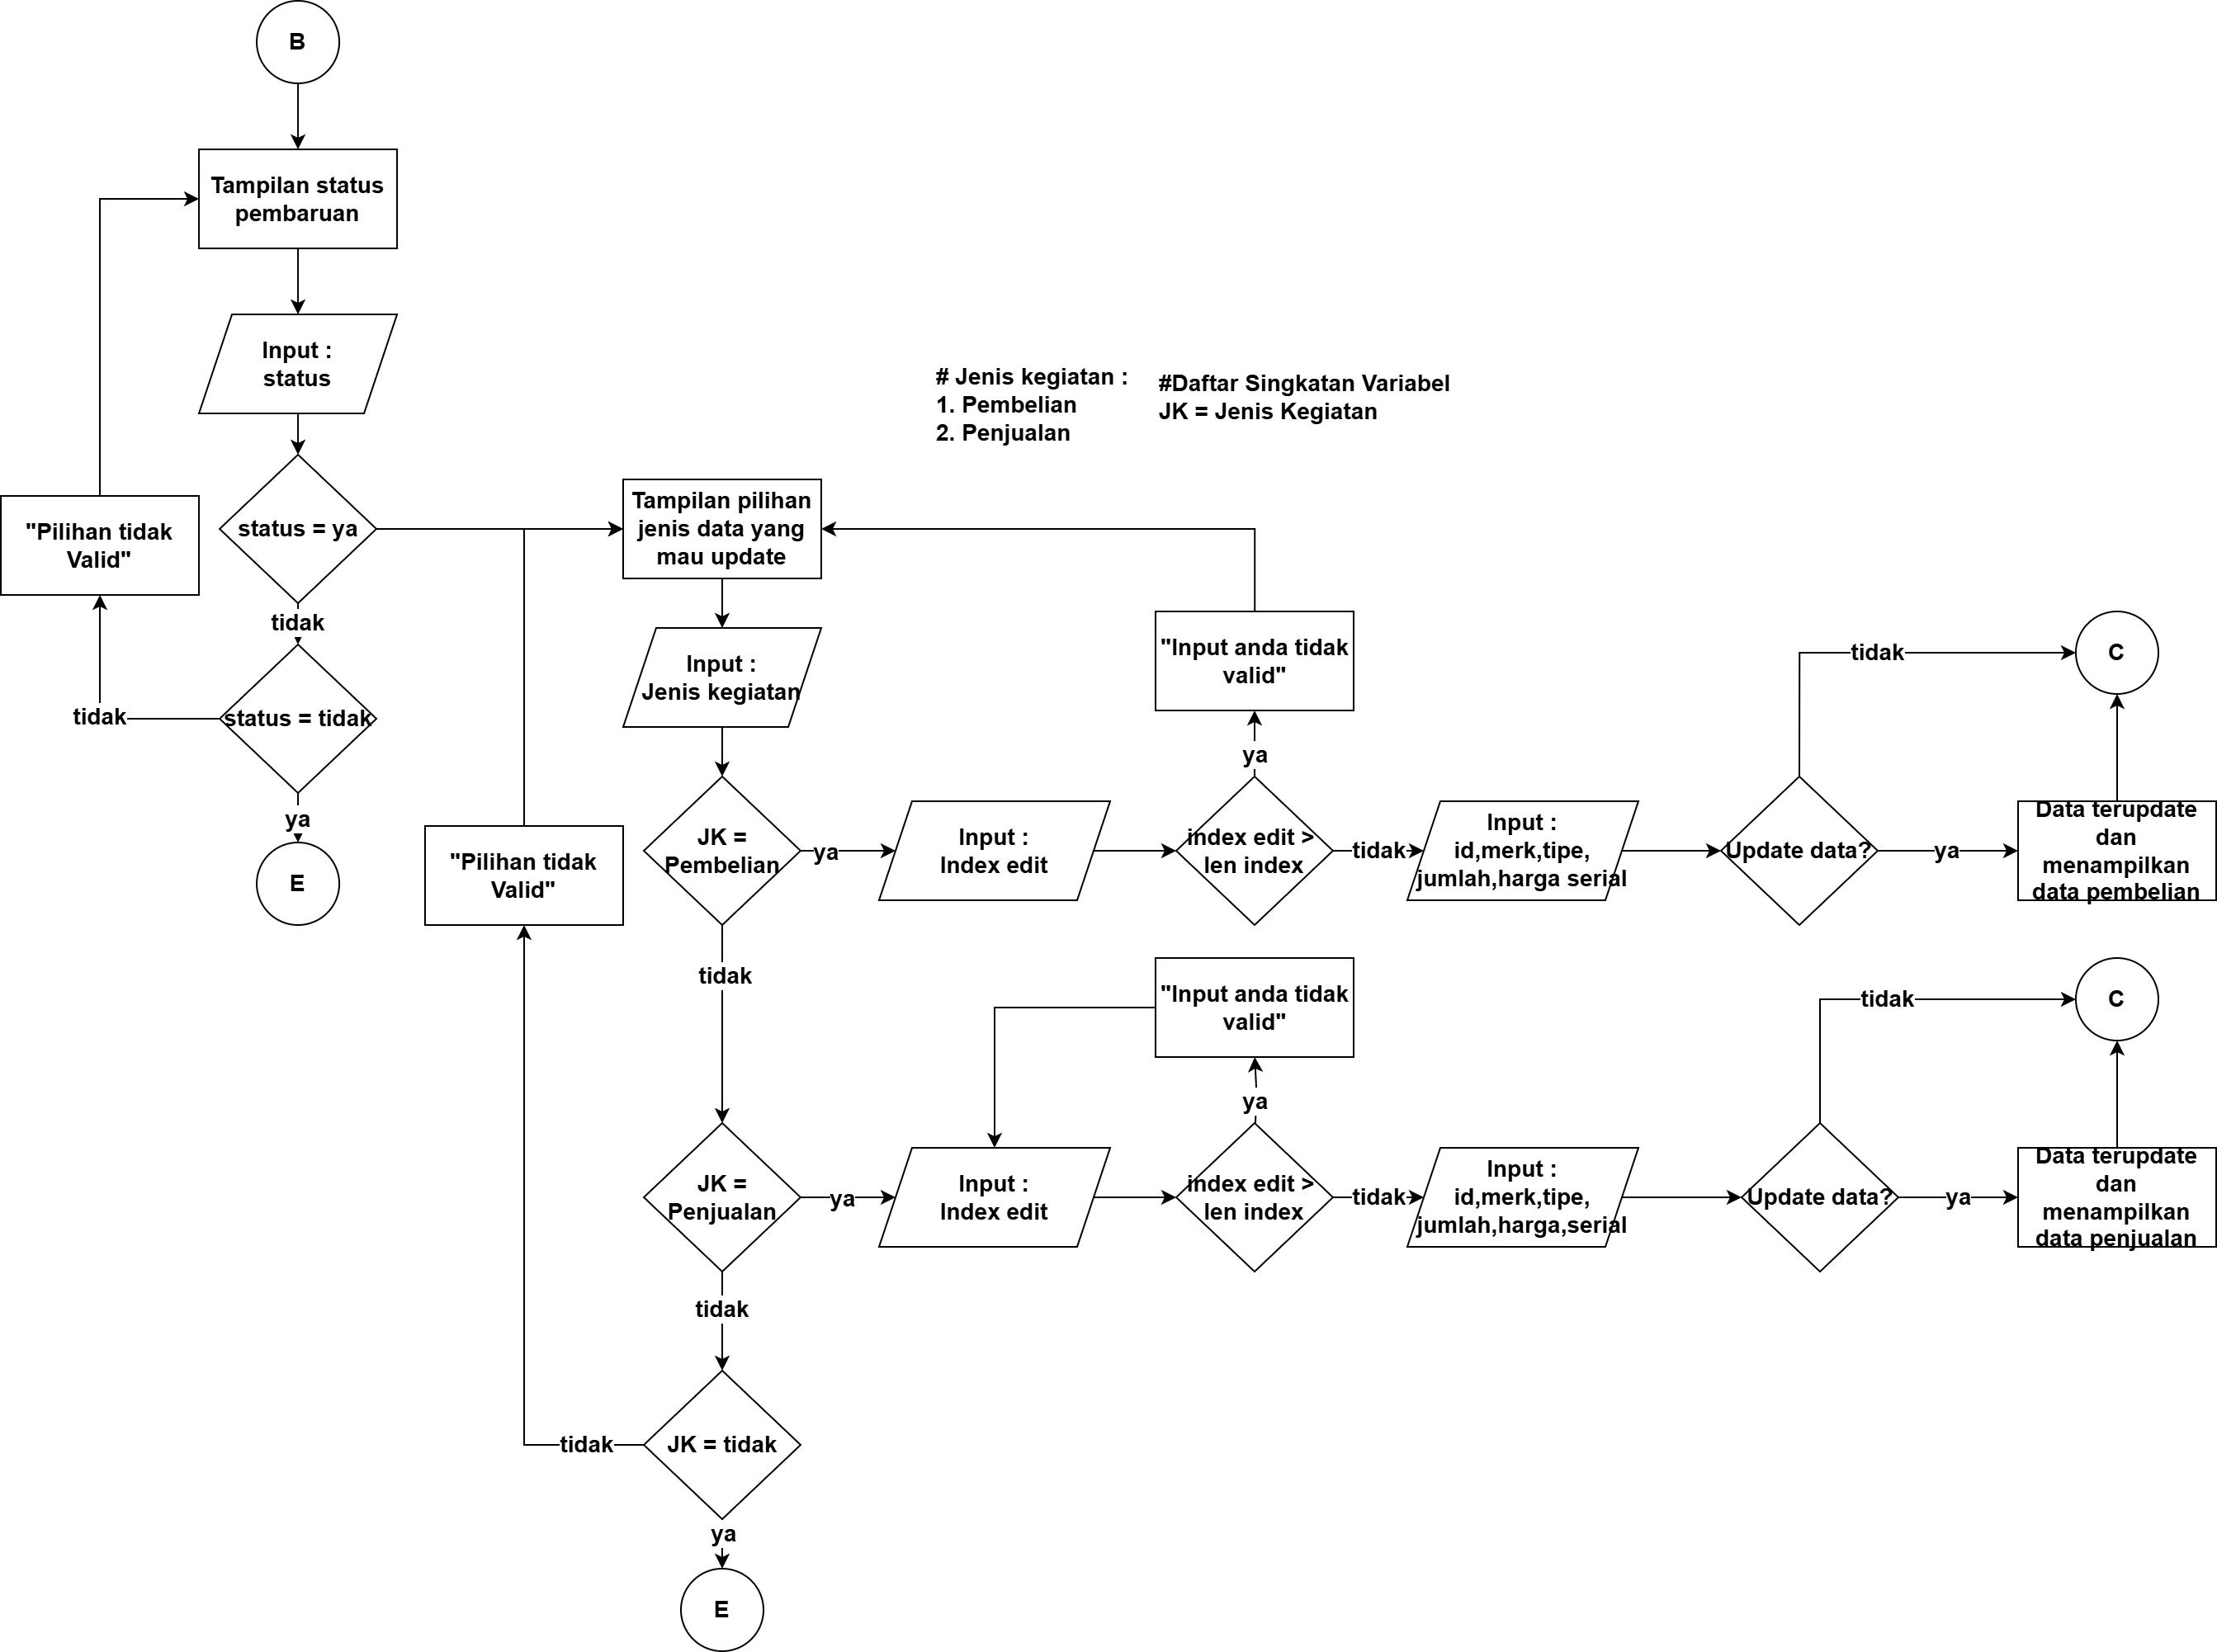 B
Tampilan status
pembaruan
Input :
status
# Jenis kegiatan :
1. Pembelian
2. Penjualan
#Daftar Singkatan Variabel
JK = Jenis Kegiatan
"Pilihan tidak
Valid"
status = ya
tidak
status = tidak
tidak
ya
E
Tampilan pilihan
jenis data yang
mau update
Input :
Jenis kegiatan
"Pilihan tidak
Valid"
JK =
Pembelian
ya
Input :
Index edit
index edit >
len index
ya
"Input anda tidak
valid"
tidak
Input :
id,merk,tipe,
jumlah,harga serial
Update data?
tidak
C
ya
Data terupdate
dan
menampilkan
data pembelian
tidak
JK =
Penjualan
ya
Input :
Index edit
index edit >
len index
ya
"Input anda tidak
valid"
tidak
Input :
id,merk,tipe,
jumlah,harga,serial
Update data?
tidak
C
ya
Data terupdate
dan
menampilkan
data penjualan
tidak
JK = tidak
tidak
ya
E